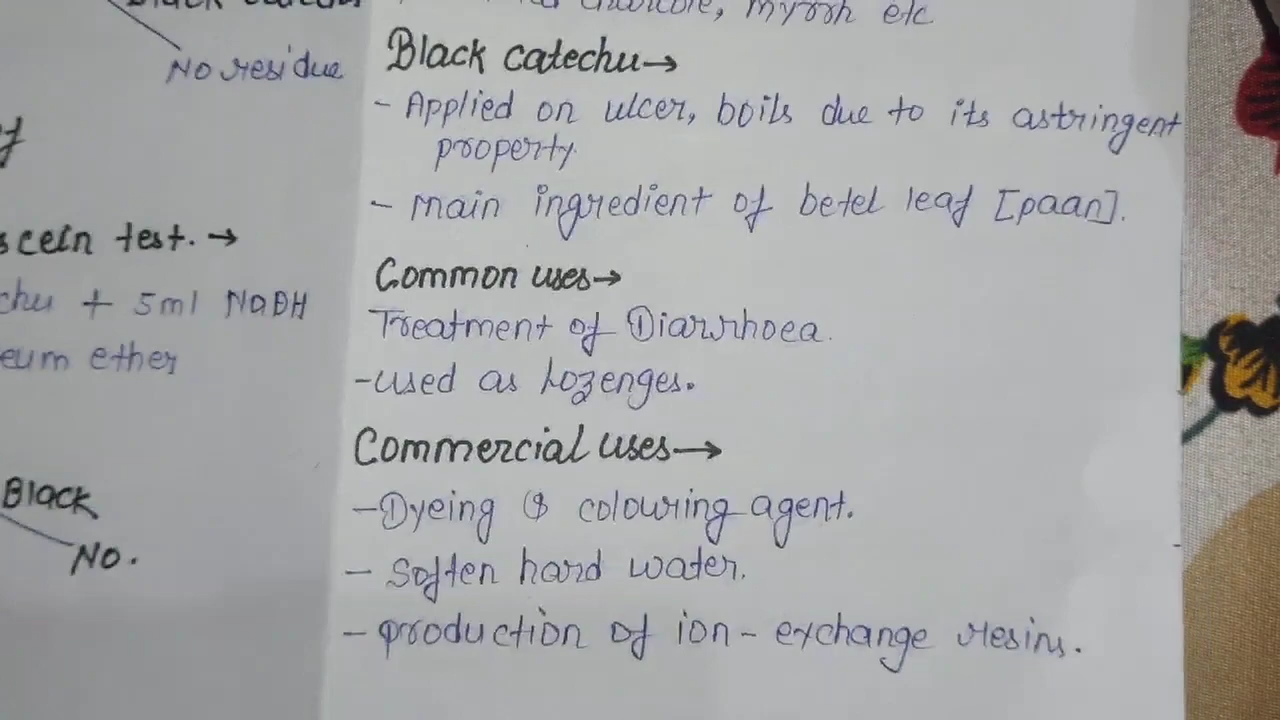 No residue
scein test. →
chu + 5ml NaOH
eum ether
Black
No.
myrrh etc
Black catechu→
- Applied on ulcer, boils due to its astringent
property.
- main ingredient of betel leaf [paan].
Common uses→
Treatment of Diarrhoea.
-used as Lozenges.
Commercial uses→
-Dyeing & colouring agent.
- Soften hard water.
- production of ion-exchange resins.